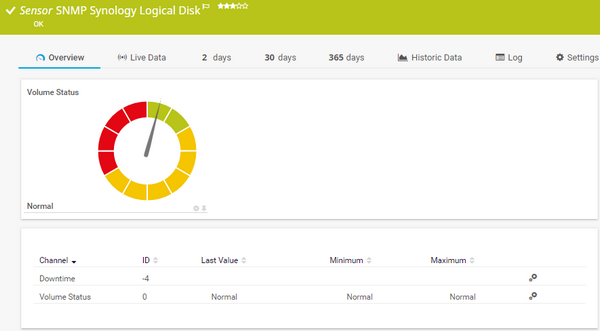 Sensor SNMP Synology Logical Disk
OK
Overview Live Data 2 days 30 days 365 days Historic Data Log Settings
Volume Status
Normal
Channel ID Last Value Minimum Maximum
Downtime -4
Volume Status 0 Normal Normal Normal